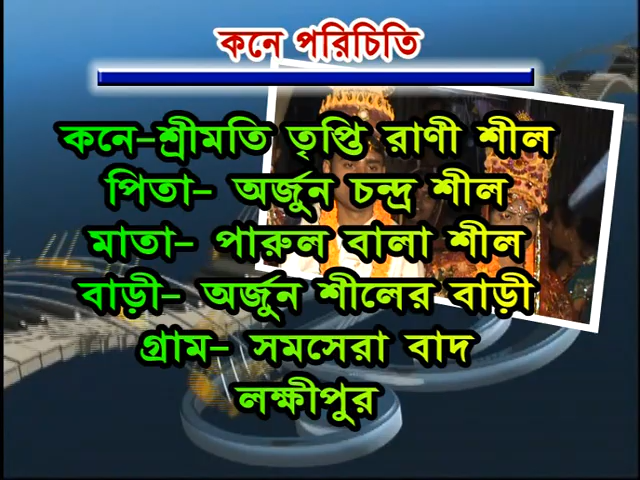 কনে পরিচিতি
কনে-শ্রীমতি তৃপ্তি রাণী শীল
পিতা- অর্জুন চন্দ্র শীল
মাতা- পারুল বালা শীল
বাড়ী- অর্জুন শীলের বাড়ী
গ্রাম- সমসেরা বাদ
লক্ষীপুর